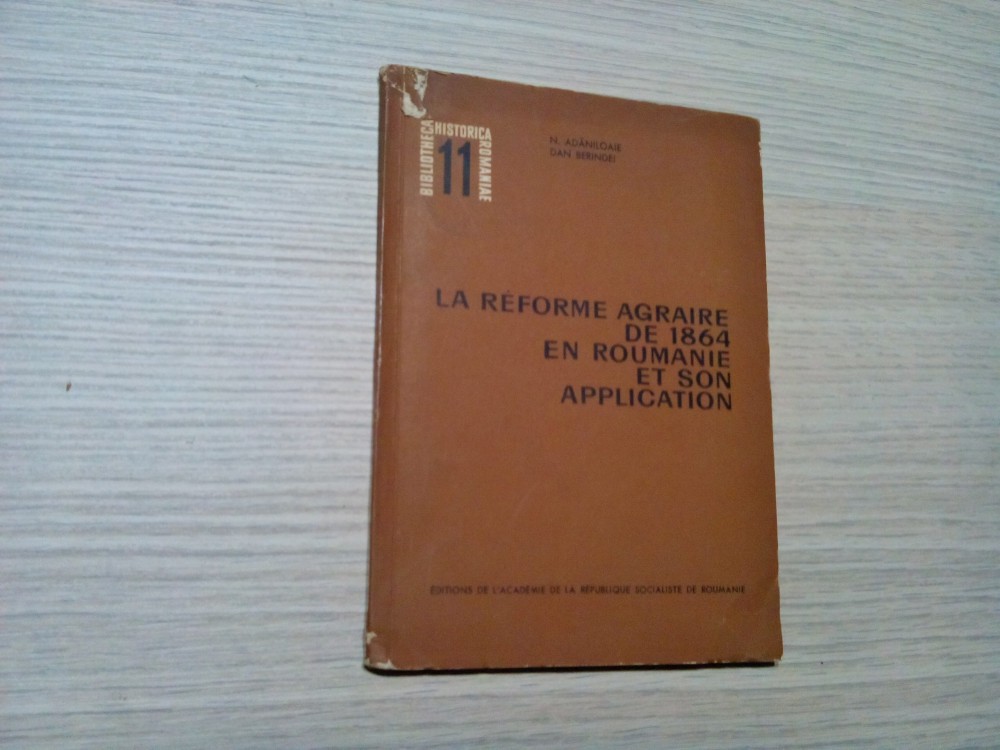 BIBLIOTHECA
HISTORICA
ROMANIAE
11
N. ADĂNILOAIE
DAN BERINDEI
LA RÉFORME AGRAIRE
DE 1864
EN ROUMANIE
ET SON
APPLICATION
ÉDITIONS DE L'ACADÉMIE DE LA RÉPUBLIQUE SOCIALISTE DE ROUMANIE